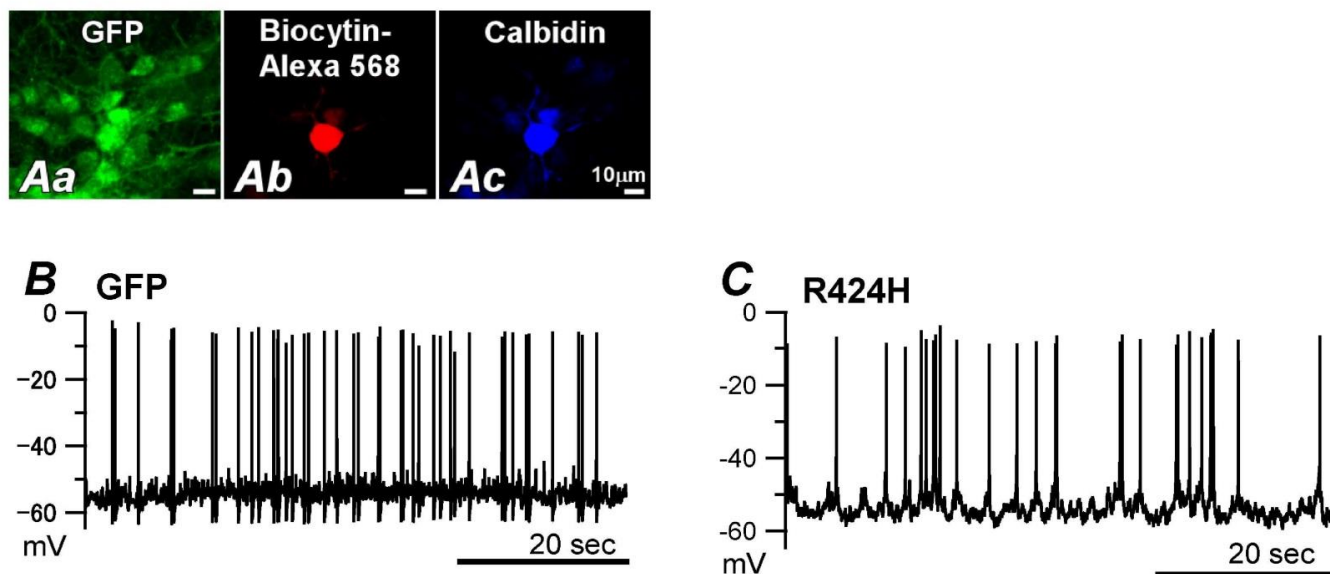 GFP
Biocytin-
Alexa 568
Calbidin
Aa
Ab
Ac
10μm
B
GFP
0
−20
−40
−60
mV
20 sec
C
R424H
0
-20
-40
-60
mV
20 sec